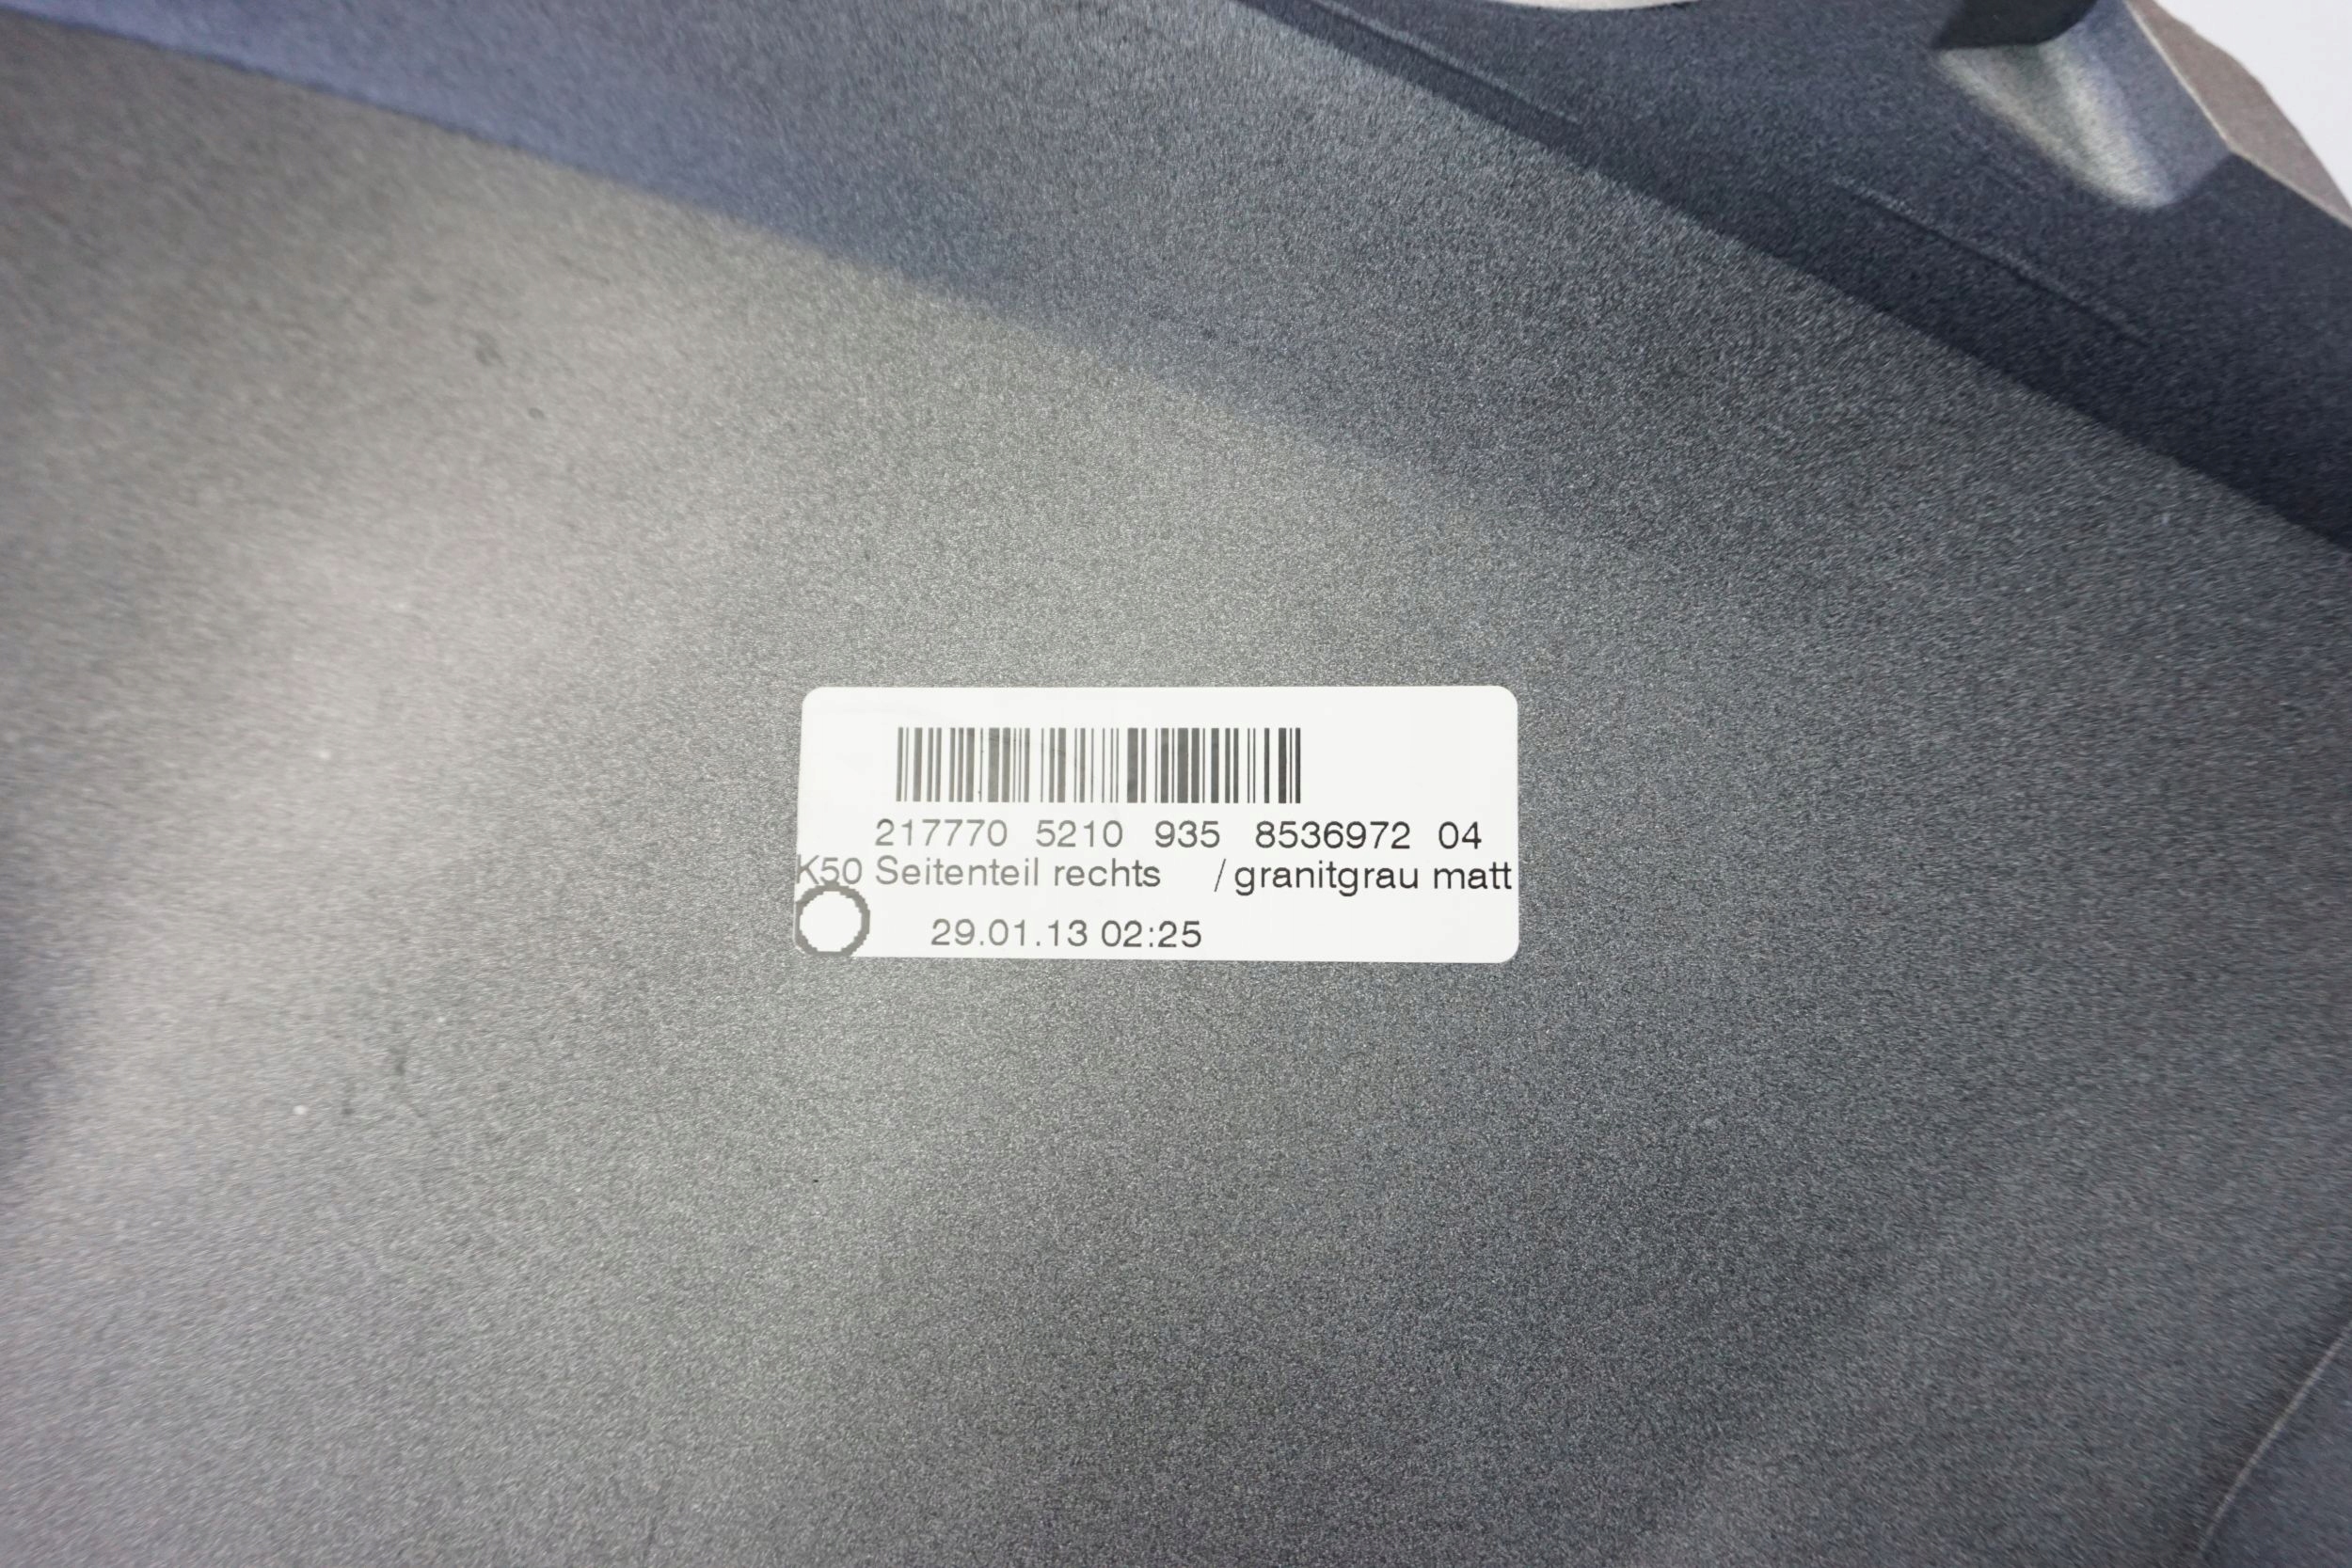 217770 5210 935 8536972 04
K50 Seitenteil rechts / granitgrau matt
29.01.13 02:25